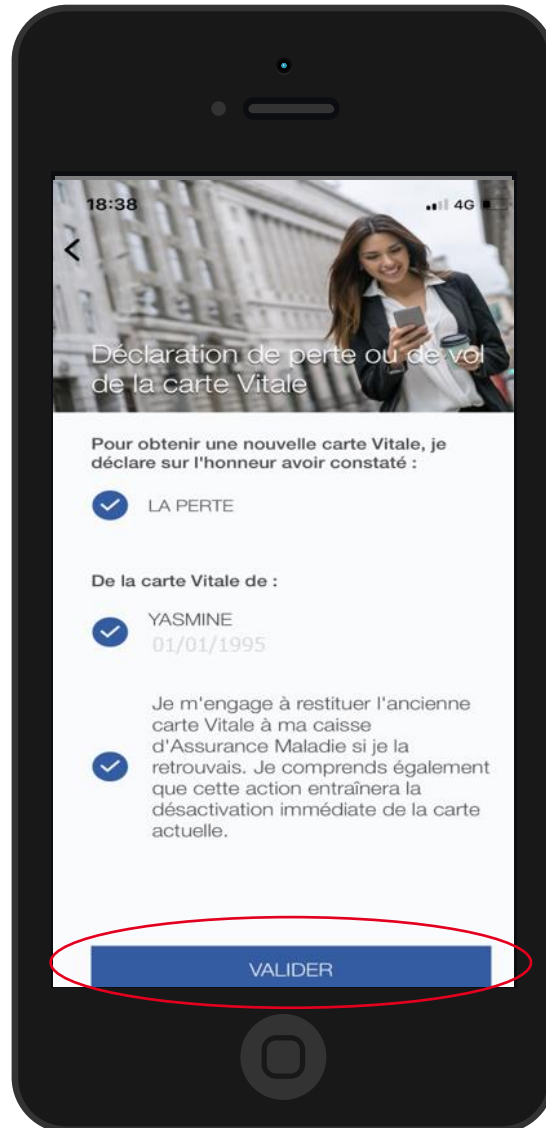 18:38
4G
Déclaration de perte ou de vol
de la carte Vitale
Pour obtenir une nouvelle carte Vitale, je
déclare sur l'honneur avoir constaté :
LA PERTE
De la carte Vitale de :
YASMINE
01/01/1995
Je m'engage à restituer l'ancienne
carte Vitale à ma caisse
d'Assurance Maladie si je la
retrouvais. Je comprends également
que cette action entraînera la
désactivation immédiate de la carte
actuelle.
VALIDER